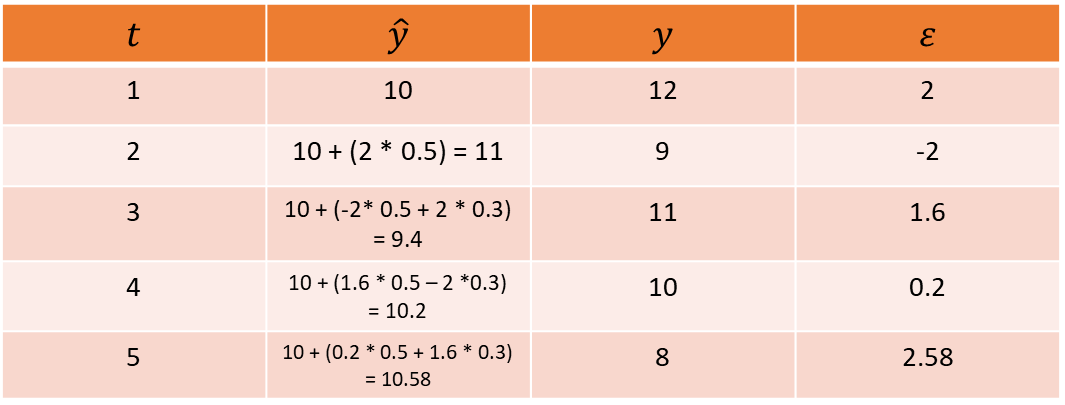 t ŷ y ε
1 10 12 2
2 10 + (2 * 0.5) = 11 9 -2
3 10 + (-2* 0.5 + 2 * 0.3)
= 9.4 11 1.6
4 10 + (1.6 * 0.5 – 2 *0.3)
= 10.2 10 0.2
5 10 + (0.2 * 0.5 + 1.6 * 0.3)
= 10.58 8 2.58